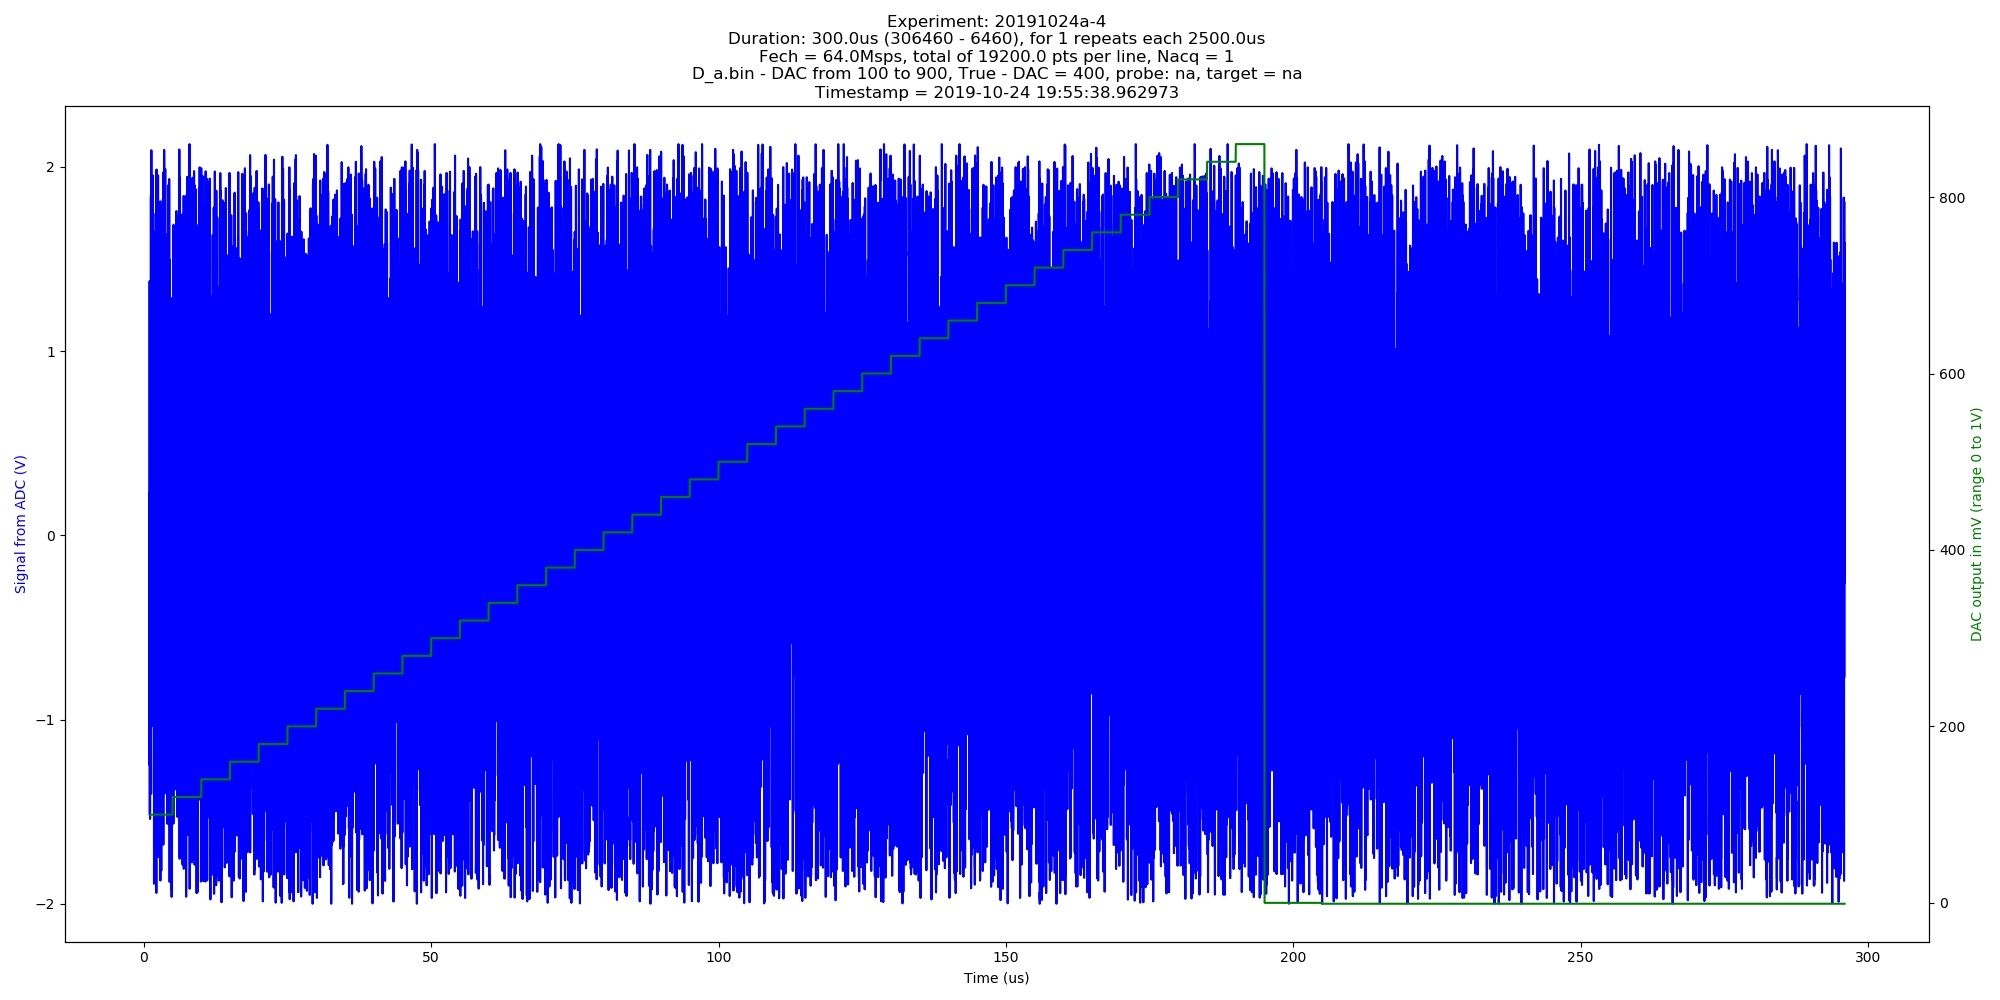 Experiment: 20191024a-4
Duration: 300.0us (306460 - 6460), for 1 repeats each 2500.0us
Fech = 64.0Msps, total of 19200.0 pts per line, Nacq = 1
D_a.bin - DAC from 100 to 900, True - DAC = 400, probe: na, target = na
Timestamp = 2019-10-24 19:55:38.962973
Signal from ADC (V)
2
1
0
−1
−2
800
600
400
200
0
DAC output in mV (range 0 to 1V)
0
50
100
150
200
250
300
Time (us)